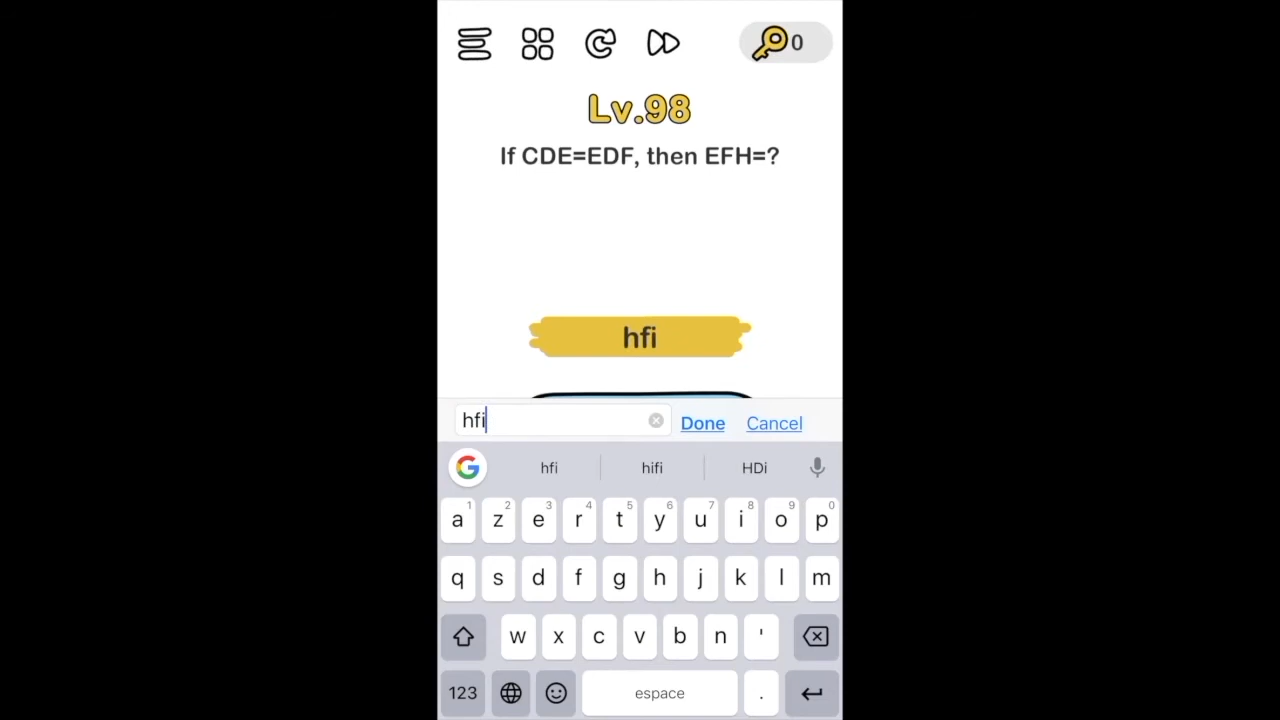 0
Lv.98
If CDE=EDF, then EFH=?
hfi
hfi Done Cancel
hfi hifi HDi
1 2 3 4 5 6 7 8 9 0
a z e r t y u i o p
q s d f g h j k l m
w x c v b n '
123 espace .